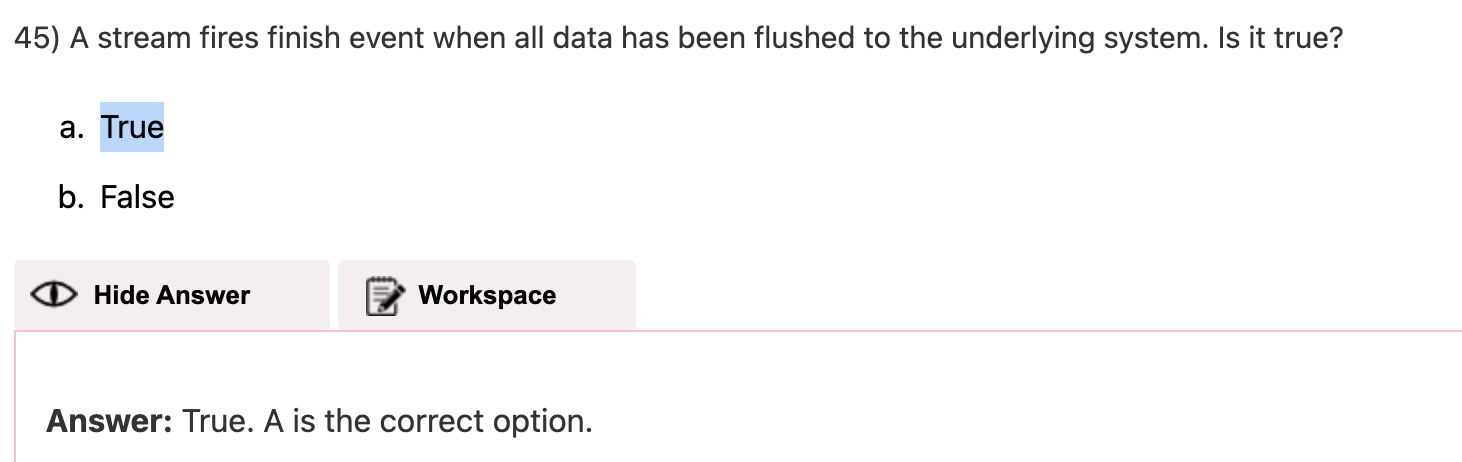 45) A stream fires finish event when all data has been flushed to the underlying system. Is it true?
a. True
b. False
Hide Answer Workspace
Answer: True. A is the correct option.